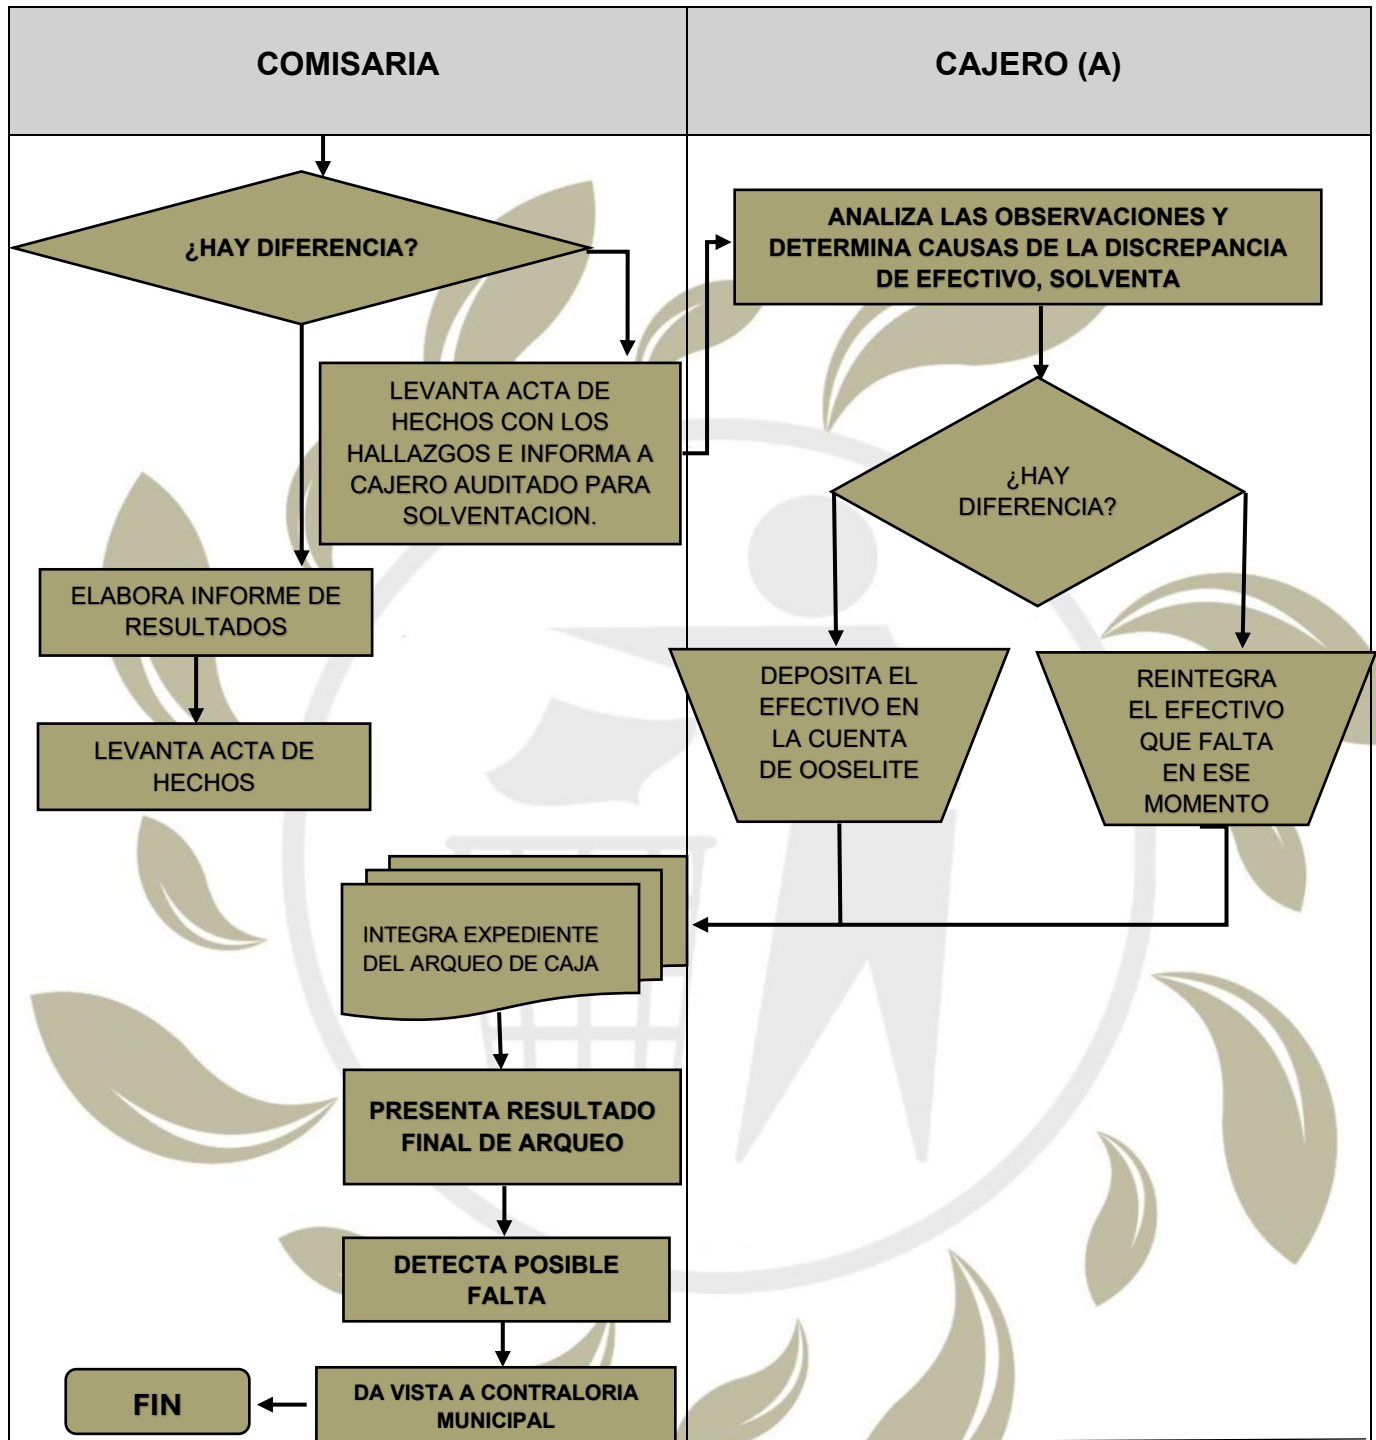 COMISARIA
CAJERO (A)
¿HAY DIFERENCIA?
ANALIZA LAS OBSERVACIONES Y
DETERMINA CAUSAS DE LA DISCREPANCIA
DE EFECTIVO, SOLVENTA
LEVANTA ACTA DE
HECHOS CON LOS
HALLAZGOS E INFORMA A
CAJERO AUDITADO PARA
SOLVENTACION.
¿HAY
DIFERENCIA?
ELABORA INFORME DE
RESULTADOS
LEVANTA ACTA DE
HECHOS
DEPOSITA EL
EFECTIVO EN
LA CUENTA
DE OOSELITE
REINTEGRA
EL EFECTIVO
QUE FALTA
EN ESE
MOMENTO
INTEGRA EXPEDIENTE
DEL ARQUEO DE CAJA
PRESENTA RESULTADO
FINAL DE ARQUEO
DETECTA POSIBLE
FALTA
DA VISTA A CONTRALORIA
MUNICIPAL
FIN